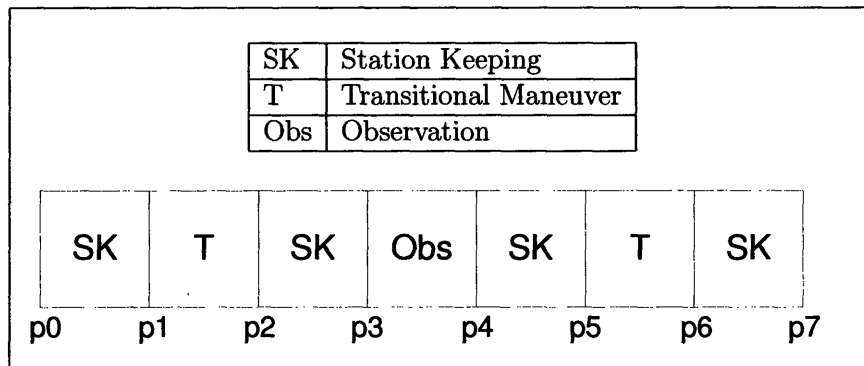 SK Station Keeping
T Transitional Maneuver
Obs Observation
SK T SK Obs SK T SK
p0 p1 p2 p3 p4 p5 p6 p7